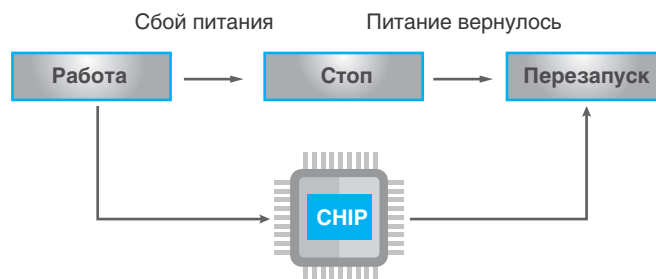 Сбой питания
Питание вернулось
Работа
Стоп
Перезапуск
CHIP